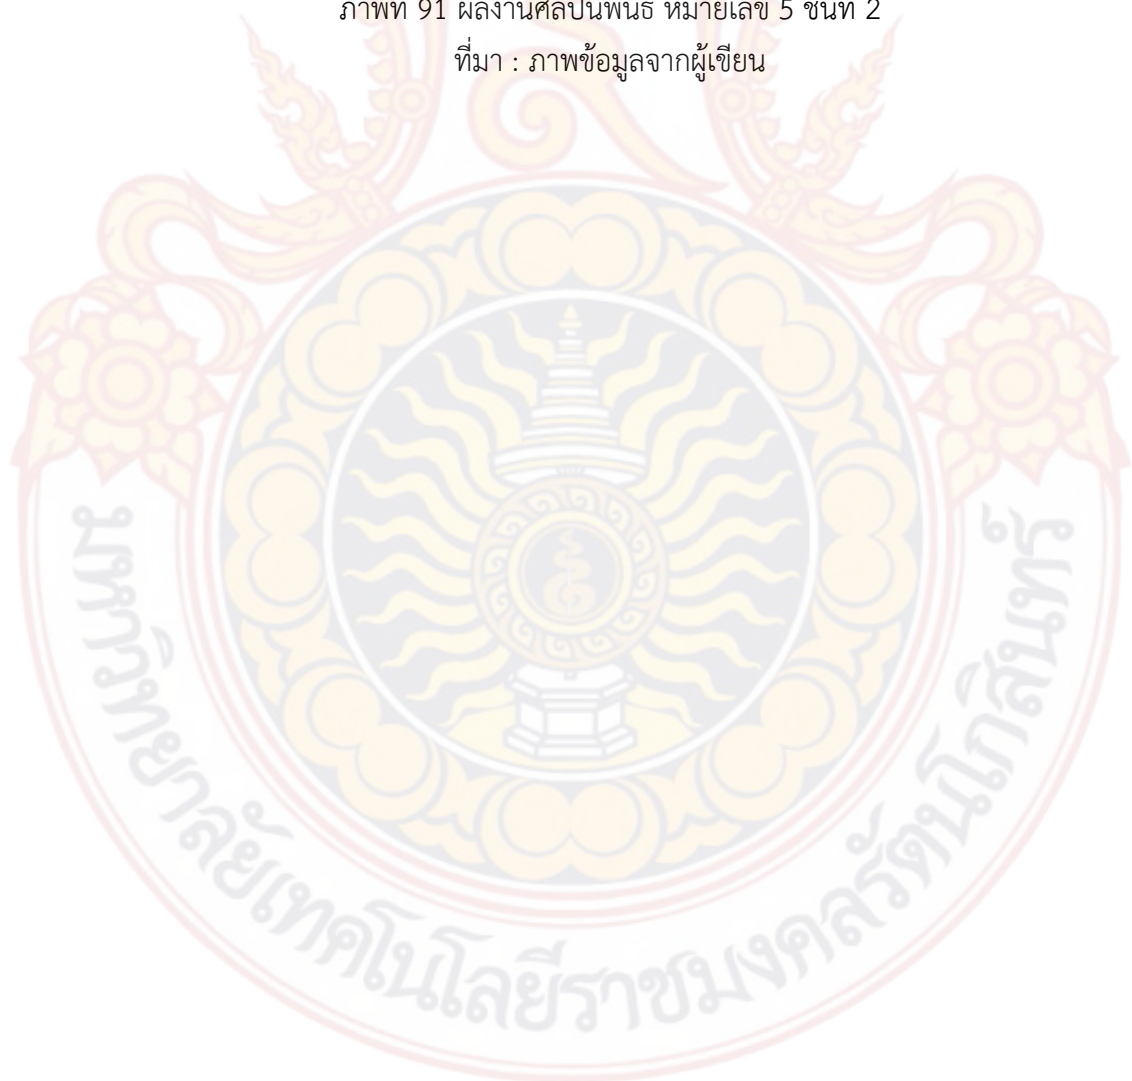 ภาพที่ 91 ผลงานศิลปนิพนธ์ หมายเลข 5 ชิ้นที่ 2
ที่มา : ภาพข้อมูลจากผู้เขียน
มหาวิทยาลัยเทคโนโลยีราชมงคลรัตนโกสินทร์